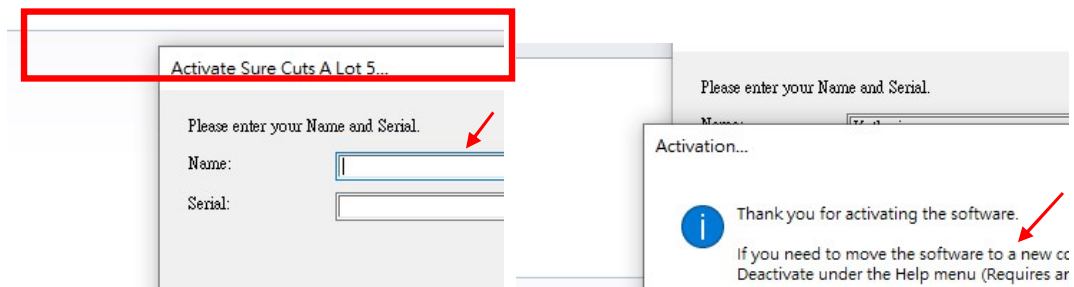 Activate Sure Cuts A Lot 5...
Please enter your Name and Serial.
Name:
Serial:
Please enter your Name and Serial.
Activation...
Thank you for activating the software.
If you need to move the software to a new
Deactivate under the Help menu (Requires